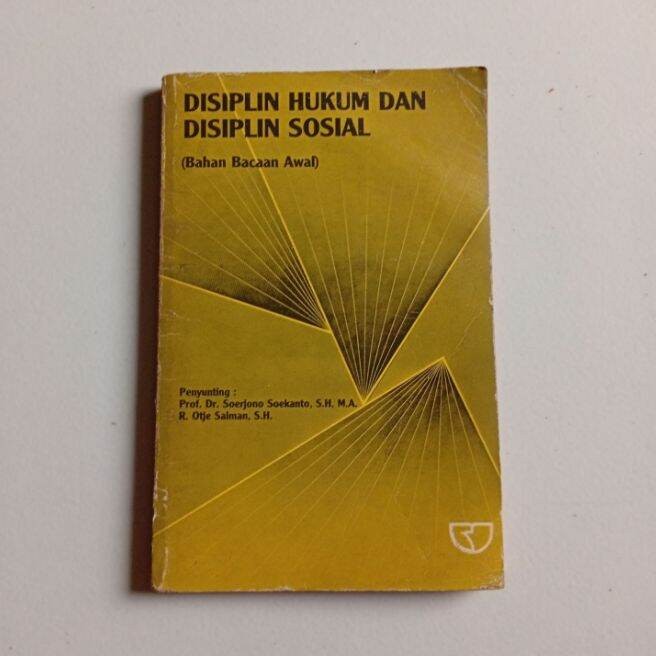 DISIPLIN HUKUM DAN
DISIPLIN SOSIAL
(Bahan Bacaan Awal)
Penyunting :
Prof. Dr. Soerjono Soekanto, S.H, M.A.
R. Otje Salman, S.H.